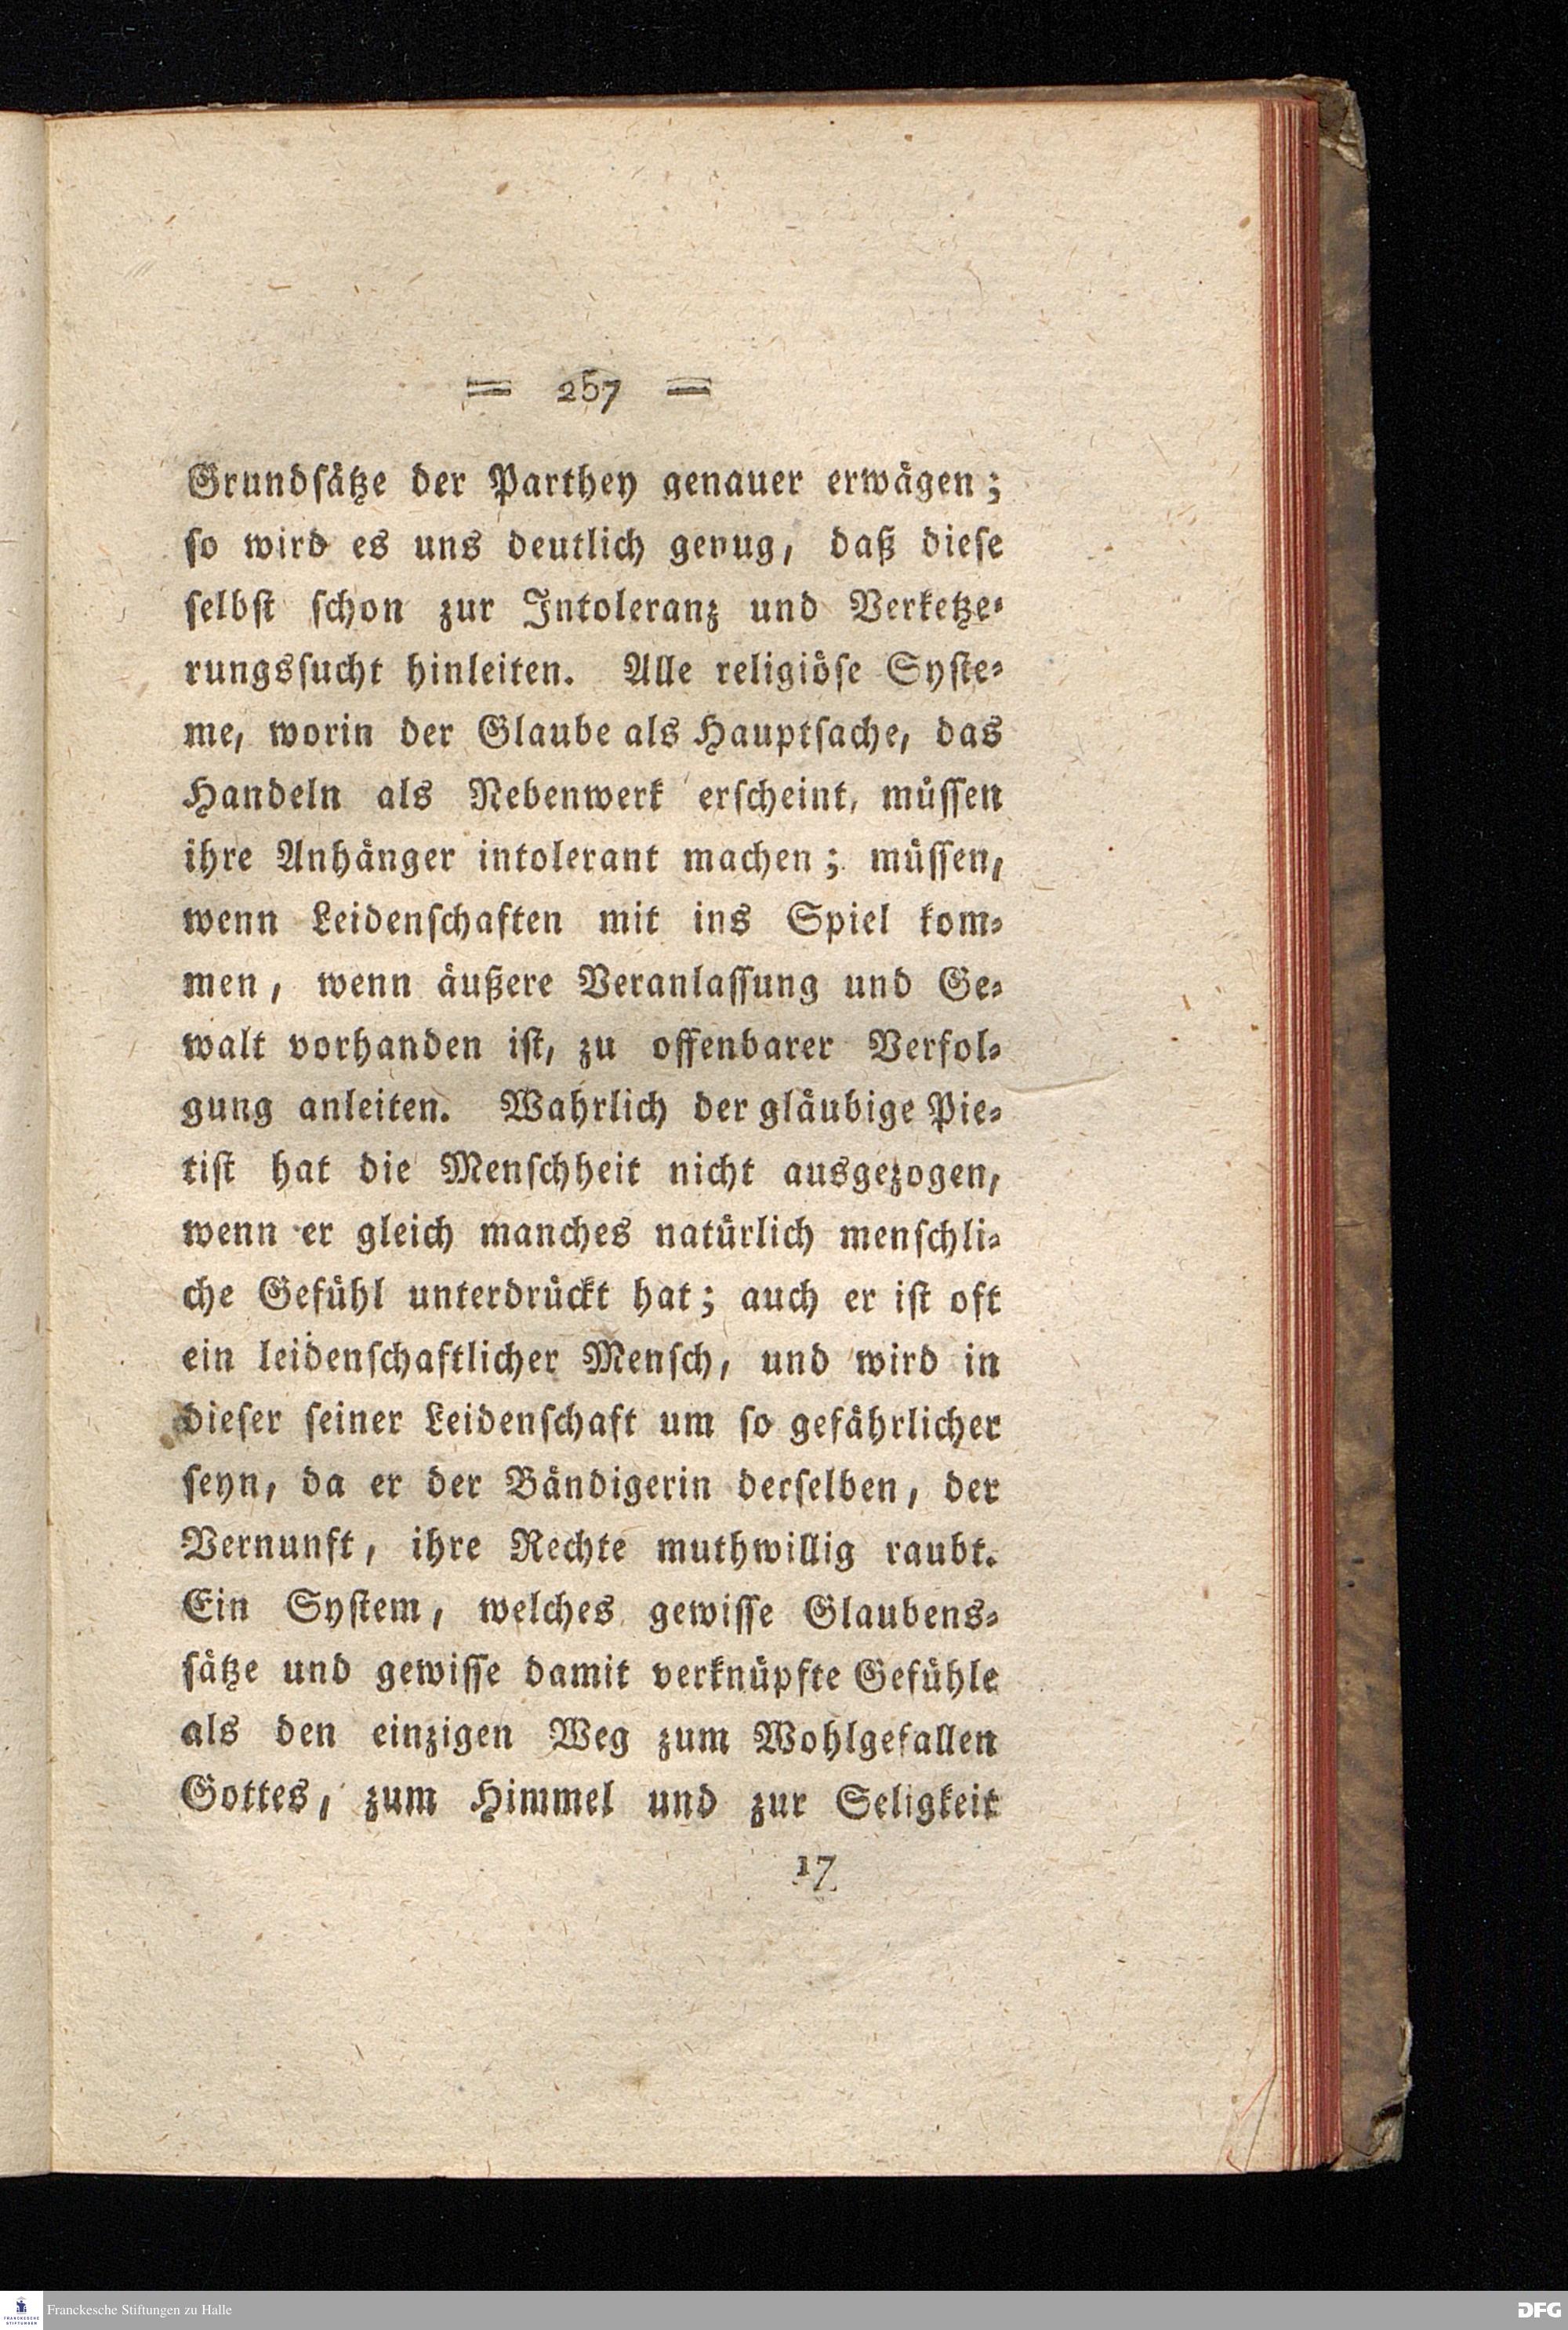 = 257 =
Grundſätze der Parthey genauer erwägen;
ſo wird es uns deutlich genug, daß dieſe
ſelbſt ſchon zur Intoleranz und Verketze-
rungsſucht hinleiten. Alle religiöſe Syſte-
me, worin der Glaube als Hauptſache, das
Handeln als Nebenwerk erſcheint, müſſen
ihre Anhänger intolerant machen; müſſen,
wenn Leidenſchaften mit ins Spiel kom-
men, wenn äußere Veranlaſſung und Ge-
walt vorhanden iſt, zu offenbarer Verfol-
gung anleiten. Wahrlich der gläubige Pie-
tiſt hat die Menſchheit nicht ausgezogen,
wenn er gleich manches natürlich menſchli-
che Gefühl unterdrückt hat; auch er iſt oft
ein leidenſchaftlicher Menſch, und wird in
dieſer ſeiner Leidenſchaft um ſo gefährlicher
ſeyn, da er der Bändigerin derſelben, der
Vernunft, ihre Rechte muthwillig raubt.
Ein Syſtem, welches gewiſſe Glaubens-
ſätze und gewiſſe damit verknüpfte Gefühle
als den einzigen Weg zum Wohlgefallen
Gottes, zum Himmel und zur Seligkeit
17
FRANCKESCHE
STIFTUNGEN
Franckesche Stiftungen zu Halle
DFG